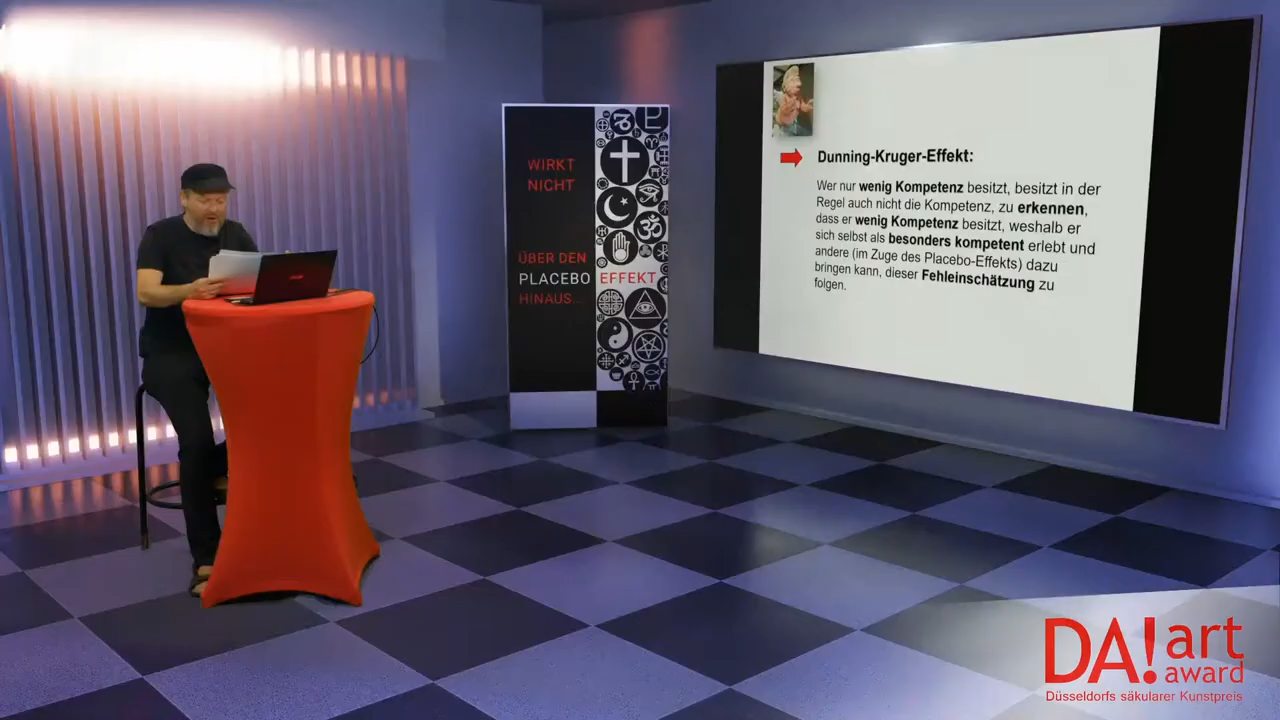 WIRKT
NICHT
ÜBER DEN
PLACEBO EFFEKT
HINAUS...
Dunning-Kruger-Effekt:
Wer nur wenig Kompetenz besitzt, besitzt in der
Regel auch nicht die Kompetenz, zu erkennen,
dass er wenig Kompetenz besitzt, weshalb er
sich selbst als besonders kompetent erlebt und
andere (im Zuge des Placebo-Effekts) dazu
bringen kann, dieser Fehleinschätzung zu
folgen.
DA!art
award
Düsseldorfs säkularer Kunstpreis